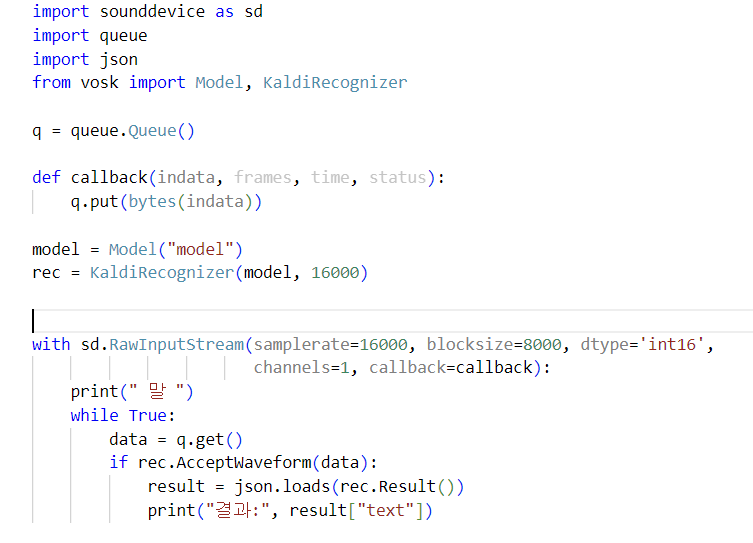 import sounddevice as sd
import queue
import json
from vosk import Model, KaldiRecognizer

q = queue.Queue()

def callback(indata, frames, time, status):
    q.put(bytes(indata))

model = Model("model")
rec = KaldiRecognizer(model, 16000)

with sd.RawInputStream(samplerate=16000, blocksize=8000, dtype='int16',
                       channels=1, callback=callback):
    print(" 말 ")
    while True:
        data = q.get()
        if rec.AcceptWaveform(data):
            result = json.loads(rec.Result())
            print("결과:", result["text"])